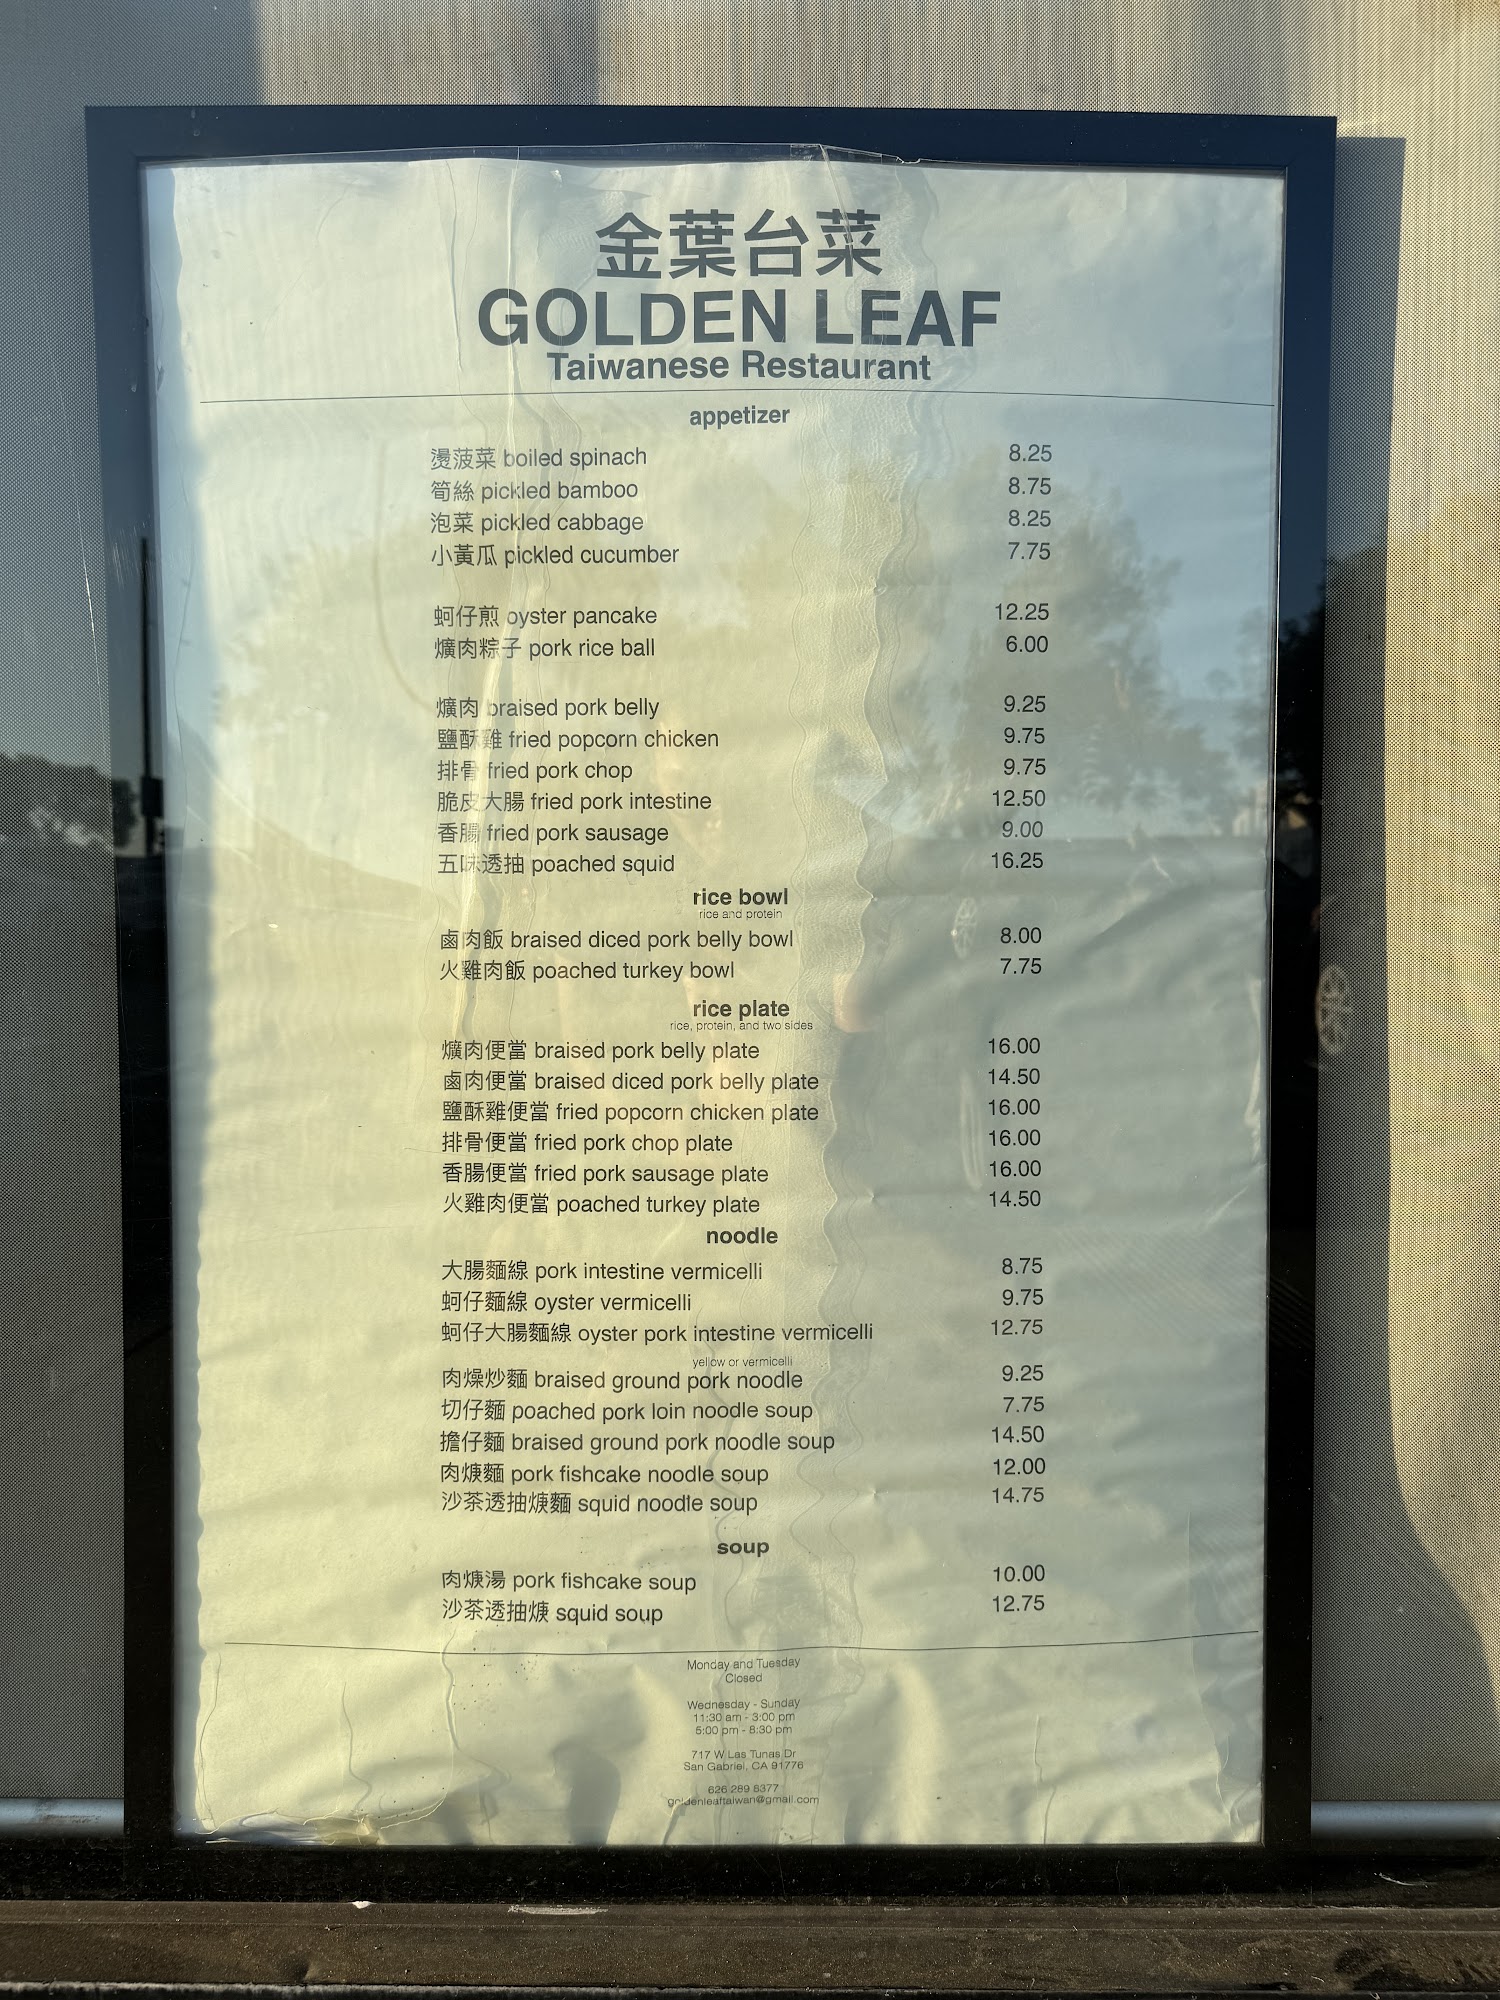 金葉台菜
GOLDEN LEAF
Taiwanese Restaurant
appetizer
燙菠菜 boiled spinach 8.25
筍絲 pickled bamboo 8.75
泡菜 pickled cabbage 8.25
小黃瓜 pickled cucumber 7.75
蚵仔煎 oyster pancake 12.25
爌肉粽子 pork rice ball 6.00
爌肉 braised pork belly 9.25
鹽酥雞 fried popcorn chicken 9.75
排骨 fried pork chop 9.75
脆皮大腸 fried pork intestine 12.50
香腸 fried pork sausage 9.00
五味透抽 poached squid 16.25
rice bowl
rice and protein
鹵肉飯 braised diced pork belly bowl 8.00
火雞肉飯 poached turkey bowl 7.75
rice plate
rice, protein, and two sides
爌肉便當 braised pork belly plate 16.00
鹵肉便當 braised diced pork belly plate 14.50
鹽酥雞便當 fried popcorn chicken plate 16.00
排骨便當 fried pork chop plate 16.00
香腸便當 fried pork sausage plate 16.00
火雞肉便當 poached turkey plate 14.50
noodle
大腸麵線 pork intestine vermicelli 8.75
蚵仔麵線 oyster vermicelli 9.75
蚵仔大腸麵線 oyster pork intestine vermicelli 12.75
yellow or vermicelli
肉燥炒麵 braised ground pork noodle 9.25
切仔麵 poached pork loin noodle soup 7.75
擔仔麵 braised ground pork noodle soup 14.50
肉焿麵 pork fishcake noodle soup 12.00
沙茶透抽焿麵 squid noodle soup 14.75
soup
肉焿湯 pork fishcake soup 10.00
沙茶透抽焿 squid soup 12.75
Monday and Tuesday
Closed
Wednesday - Sunday
11:30 am - 3:00 pm
5:00 pm - 8:30 pm
717 W Las Tunas Dr
San Gabriel, CA 91776
626 289 8377
goldenleaftaiwan@gmail.com